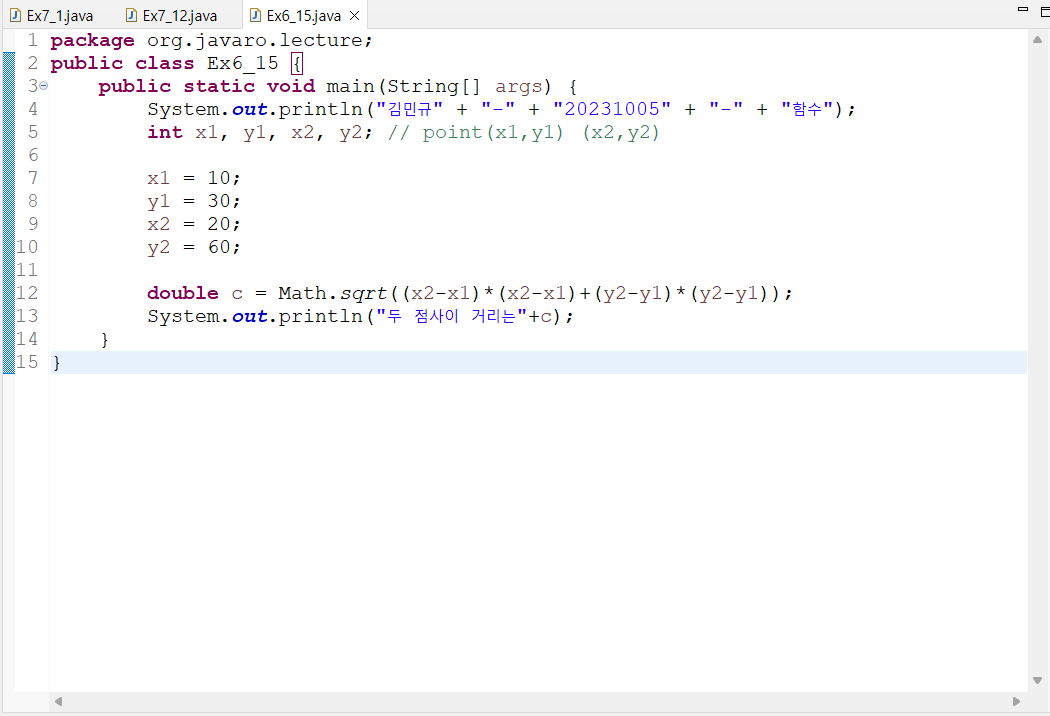 Ex7_1.java Ex7_12.java Ex6_15.java
1 package org.javaro.lecture;
2 public class Ex6_15 {
3 public static void main(String[] args) {
4 System.out.println("김민규" + "-" + "20231005" + "-" + "함수");
5 int x1, y1, x2, y2; // point(x1,y1) (x2,y2)
6
7 x1 = 10;
8 y1 = 30;
9 x2 = 20;
10 y2 = 60;
11
12 double c = Math.sqrt((x2-x1)*(x2-x1)+(y2-y1)*(y2-y1));
13 System.out.println("두 점사이 거리는"+c);
14 }
15 }